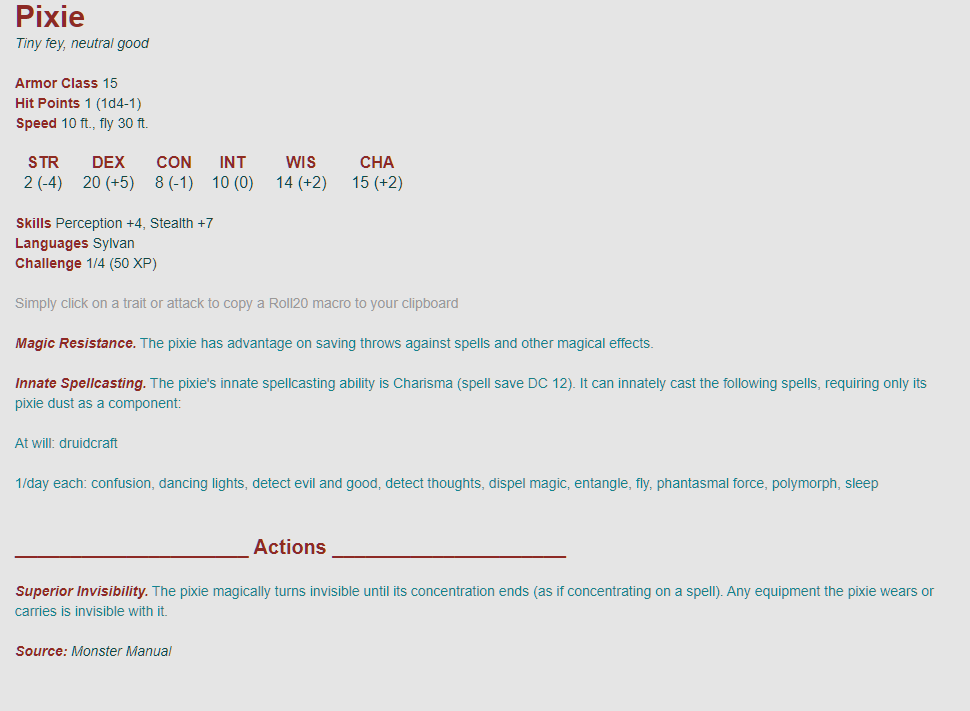 Pixie
Tiny fey, neutral good
Armor Class 15
Hit Points 1 (1d4-1)
Speed 10 ft., fly 30 ft.
STR DEX CON INT WIS CHA
2 (-4) 20 (+5) 8 (-1) 10 (0) 14 (+2) 15 (+2)
Skills Perception +4, Stealth +7
Languages Sylvan
Challenge 1/4 (50 XP)
Simply click on a trait or attack to copy a Roll20 macro to your clipboard
Magic Resistance. The pixie has advantage on saving throws against spells and other magical effects.
Innate Spellcasting. The pixie's innate spellcasting ability is Charisma (spell save DC 12). It can innately cast the following spells, requiring only its
pixie dust as a component:
At will: druidcraft
1/day each: confusion, dancing lights, detect evil and good, detect thoughts, dispel magic, entangle, fly, phantasmal force, polymorph, sleep
Actions
Superior Invisibility. The pixie magically turns invisible until its concentration ends (as if concentrating on a spell). Any equipment the pixie wears or
carries is invisible with it.
Source: Monster Manual